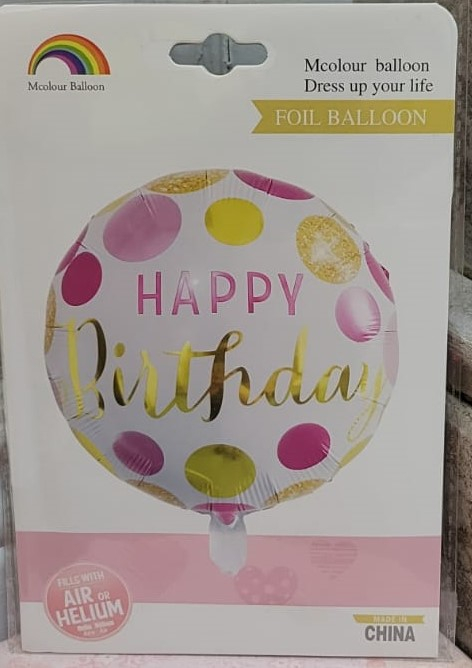 Mcolour Balloon
Mcolour balloon
Dress up your life
FOIL BALLOON
HAPPY
Birthday
FILLS WITH
AIR OR
HELIUM
MADE IN
CHINA